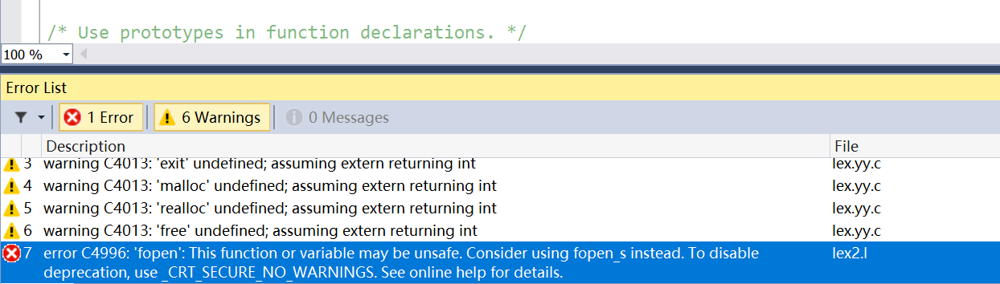 /* Use prototypes in function declarations. */
100 %
Error List
1 Error
6 Warnings
0 Messages
Description
File
3 warning C4013: 'exit' undefined; assuming extern returning int lex.yy.c
4 warning C4013: 'malloc' undefined; assuming extern returning int lex.yy.c
5 warning C4013: 'realloc' undefined; assuming extern returning int lex.yy.c
6 warning C4013: 'free' undefined; assuming extern returning int lex.yy.c
7 error C4996: 'fopen': This function or variable may be unsafe. Consider using fopen_s instead. To disable lex2.l
deprecation, use _CRT_SECURE_NO_WARNINGS. See online help for details.